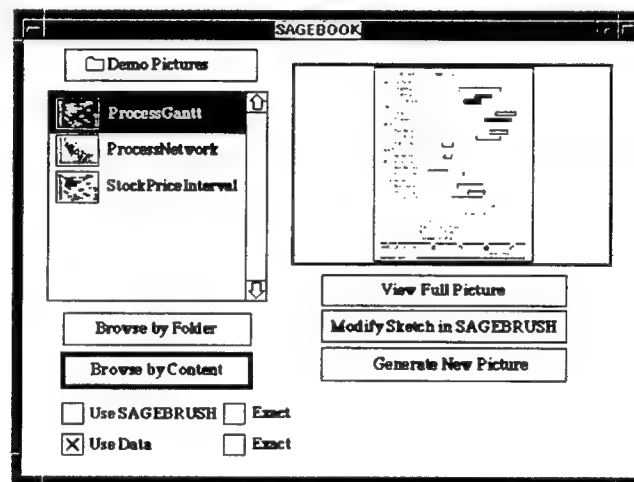 SAGEBOOK
Demo Pictures
ProcessGantt
ProcessNetwork
StockPriceInterval
View Full Picture
Browse by Folder
Modify Sketch in SAGEBRUSH
Browse by Content
Generate New Picture
Use SAGEBRUSH Exact
Use Data Exact